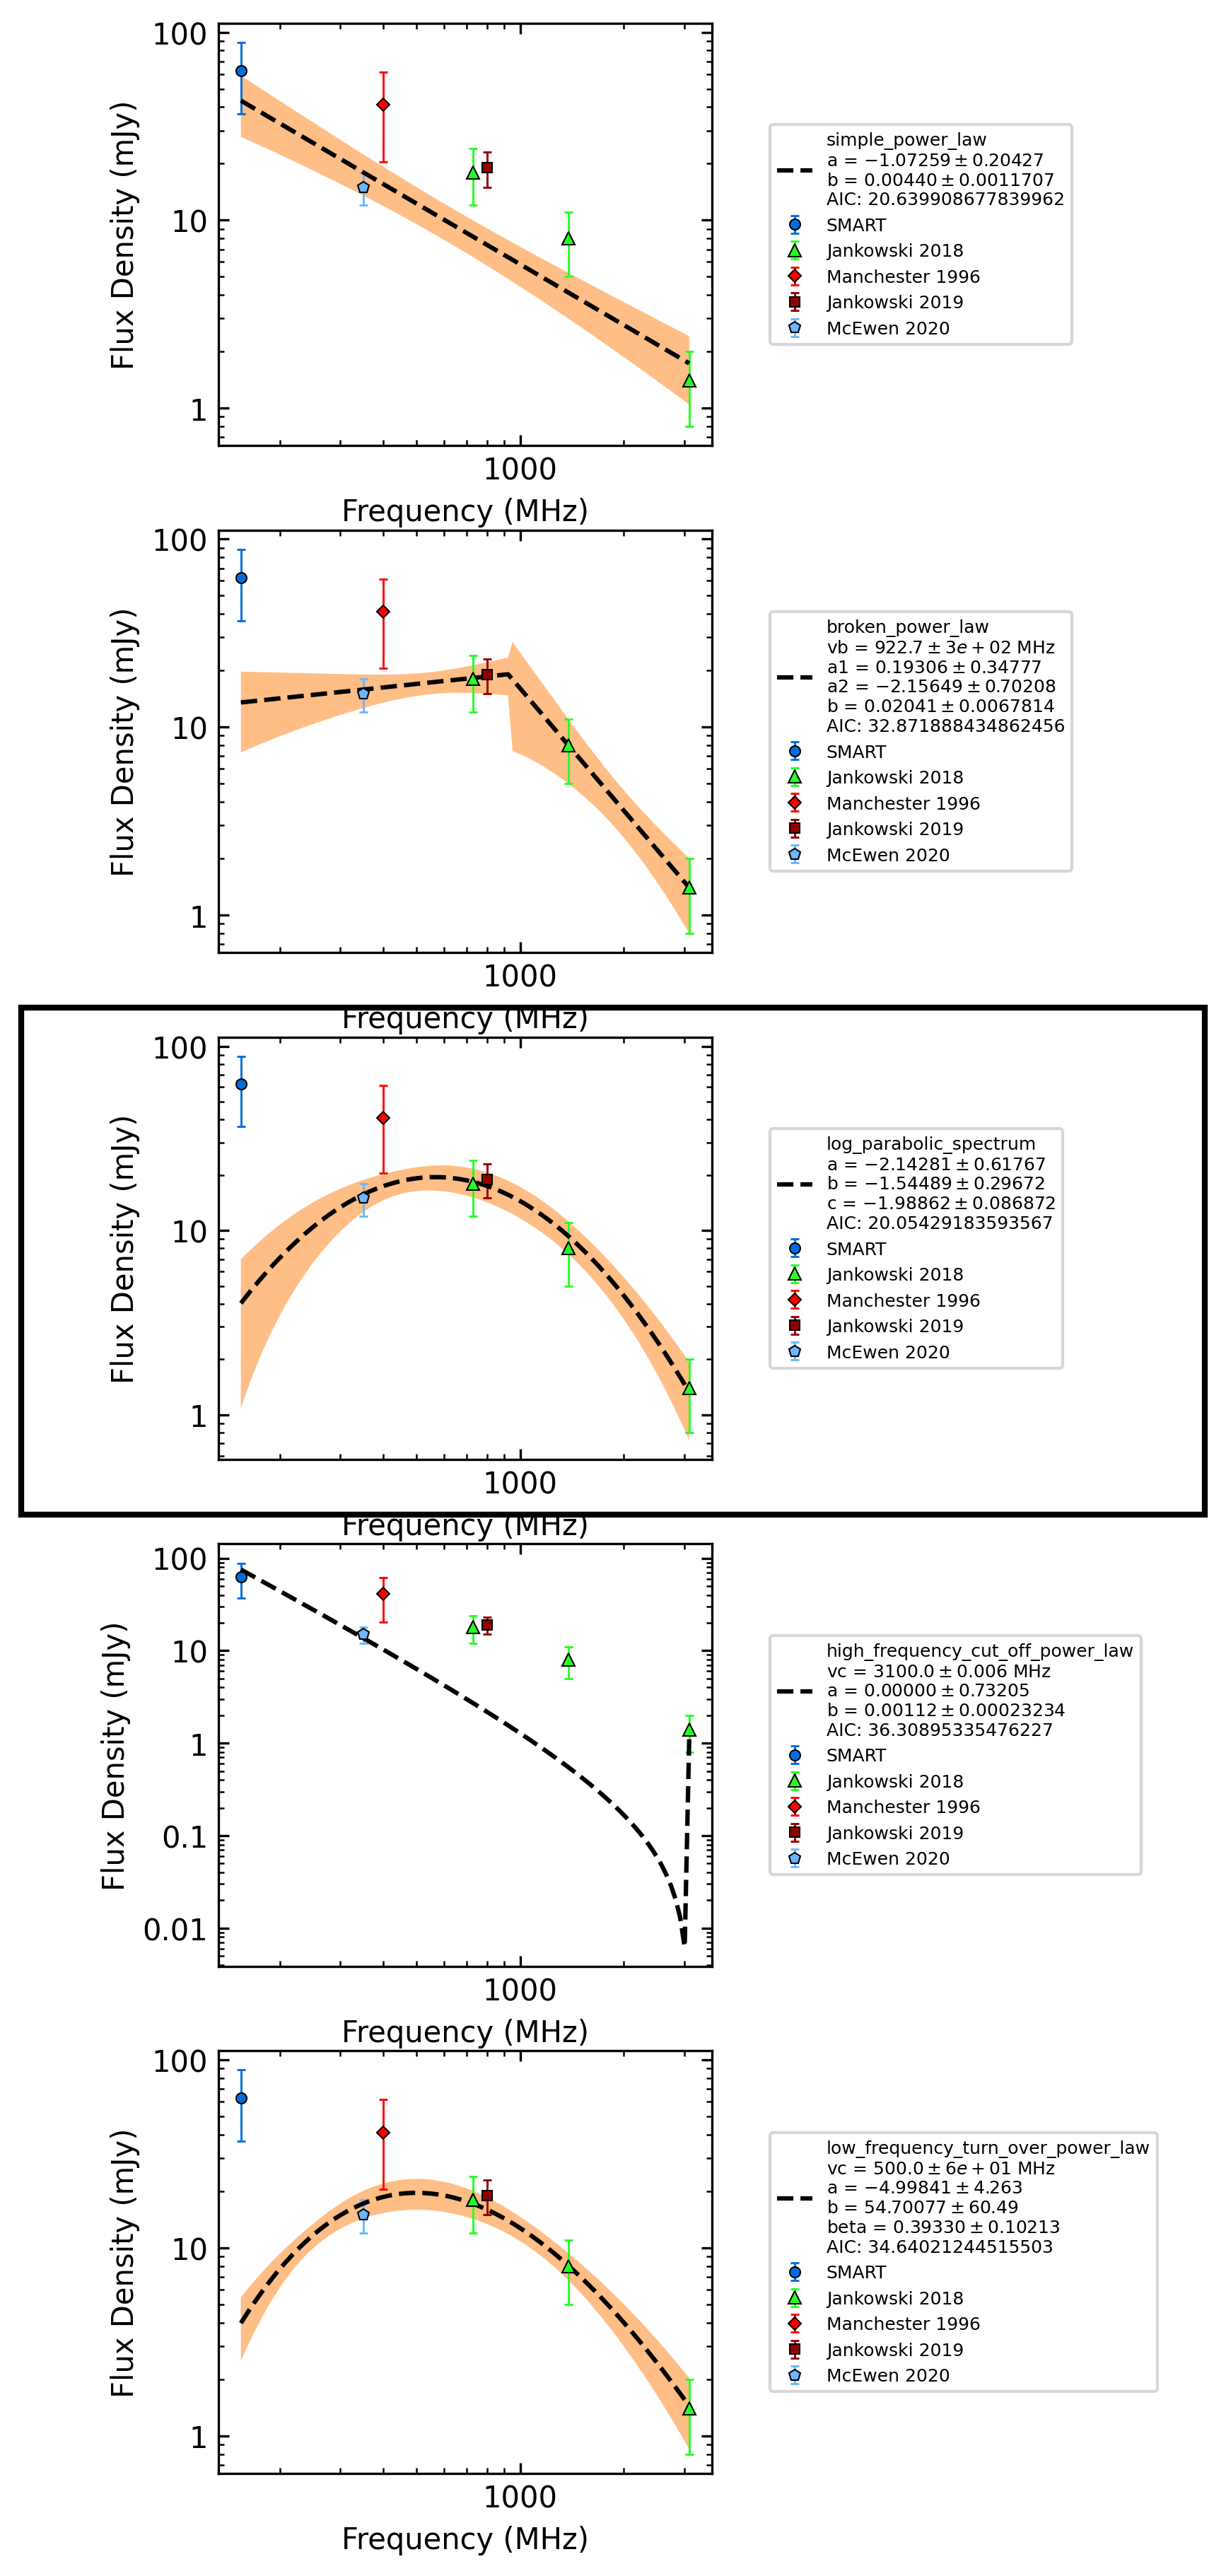 100
10
1
Flux Density (mJy)
1000
Frequency (MHz)
simple_power_law
a = −1.07259 ± 0.20427
b = 0.00440 ± 0.0011707
AIC: 20.639908677839962
SMART
Jankowski 2018
Manchester 1996
Jankowski 2019
McEwen 2020
100
10
1
Flux Density (mJy)
1000
Frequency (MHz)
broken_power_law
vb = 922.7 ± 3e + 02 MHz
a1 = 0.19306 ± 0.34777
a2 = −2.15649 ± 0.70208
b = 0.02041 ± 0.0067814
AIC: 32.871888434862456
SMART
Jankowski 2018
Manchester 1996
Jankowski 2019
McEwen 2020
100
10
1
Flux Density (mJy)
1000
Frequency (MHz)
log_parabolic_spectrum
a = −2.14281 ± 0.61767
b = −1.54489 ± 0.29672
c = −1.98862 ± 0.086872
AIC: 20.05429183593567
SMART
Jankowski 2018
Manchester 1996
Jankowski 2019
McEwen 2020
100
10
1
0.1
0.01
Flux Density (mJy)
1000
Frequency (MHz)
high_frequency_cut_off_power_law
vc = 3100.0 ± 0.006 MHz
a = 0.00000 ± 0.73205
b = 0.00112 ± 0.00023234
AIC: 36.30895335476227
SMART
Jankowski 2018
Manchester 1996
Jankowski 2019
McEwen 2020
100
10
1
Flux Density (mJy)
1000
Frequency (MHz)
low_frequency_turn_over_power_law
vc = 500.0 ± 6e + 01 MHz
a = −4.99841 ± 4.263
b = 54.70077 ± 60.49
beta = 0.39330 ± 0.10213
AIC: 34.64021244515503
SMART
Jankowski 2018
Manchester 1996
Jankowski 2019
McEwen 2020